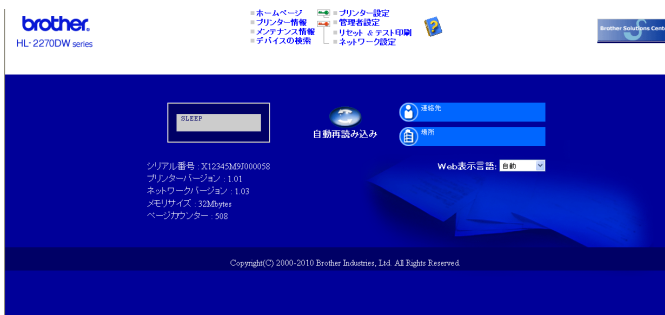 brother.
HL-2270DW series
ホームページ
プリンター情報
メンテナンス情報
デバイスの検索
プリンター設定
管理者設定
リセット & テスト印刷
ネットワーク設定
Brother Solutions Cent
SLEEP
自動再読み込み
連絡先
場所
シリアル番号 : X12345M9J000058
プリンターバージョン : 1.01
ネットワークバージョン : 1.03
メモリサイズ : 32Mbytes
ページカウンター : 508
Web表示言語: 自動
Copyright(C) 2000-2010 Brother Industries, Ltd. All Rights Reserved.